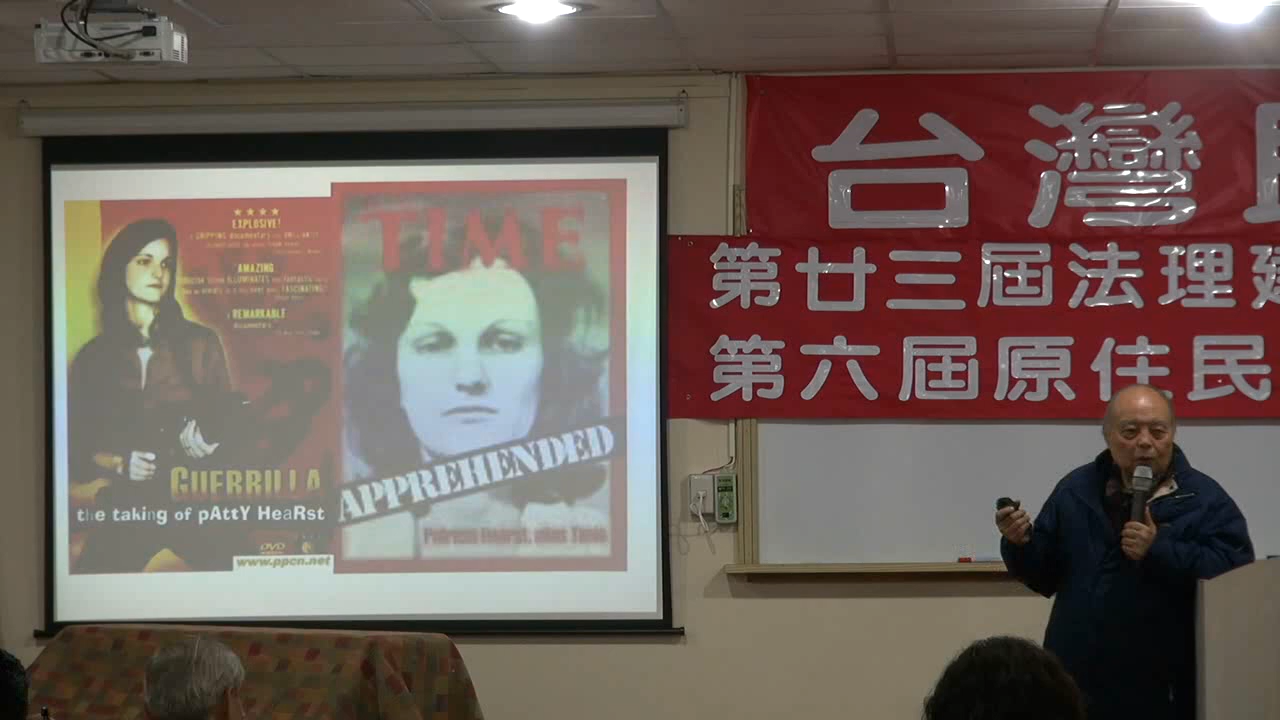 EXPLOSIVE!
AMAZING
REMARKABLE
GUERRILLA
the taking of pAttY HeaRst
DVD
www.ppcn.net
TIME
APPREHENDED
台灣
第廿三屆法理建
第六屆原住民